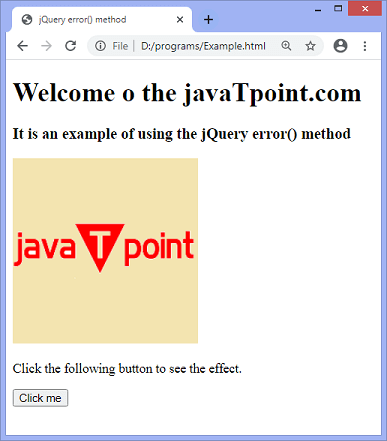 jQuery error() method
File | D:/programs/Example.html
Welcome o the javaTpoint.com
It is an example of using the jQuery error() method
java T point
Click the following button to see the effect.
Click me